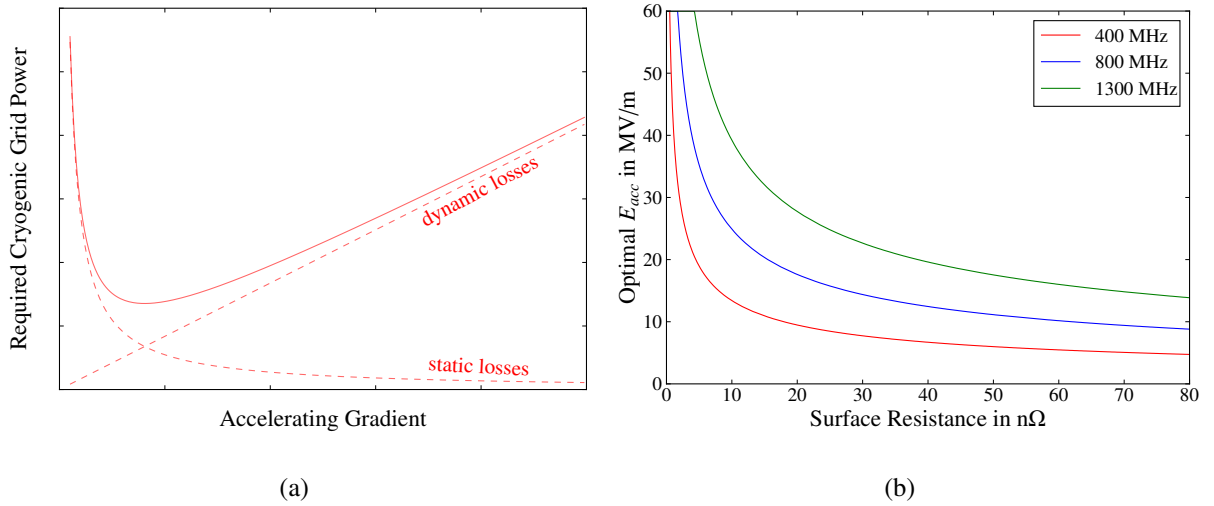 Required Cryogenic Grid Power
dynamic losses
static losses
Accelerating Gradient
(a)
Optimal E_acc in MV/m
60
50
40
30
20
10
0
400 MHz
800 MHz
1300 MHz
0 10 20 30 40 50 60 70 80
Surface Resistance in nΩ
(b)